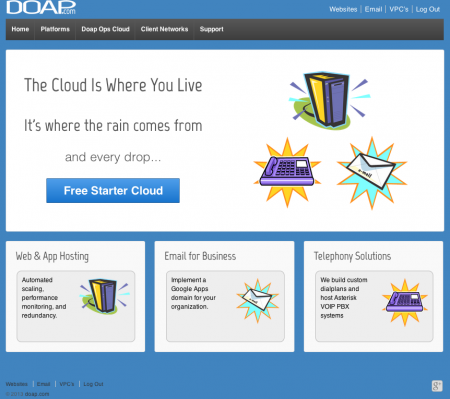 DOAP.com
Websites | Email | VPC's | Log Out
Home Platforms Doap Ops Cloud Client Networks Support
The Cloud Is Where You Live
It's where the rain comes from
and every drop...
Free Starter Cloud
e-mail
Web & App Hosting
Automated
scaling,
performance
monitoring, and
redundancy.
Email for Business
Implement a
Google Apps
domain for your
organization.
e-mail
Telephony Solutions
We build custom
dialplans and
host Asterisk
VOIP PBX
systems
Websites | Email | VPC's | Log Out
doap.com
g+